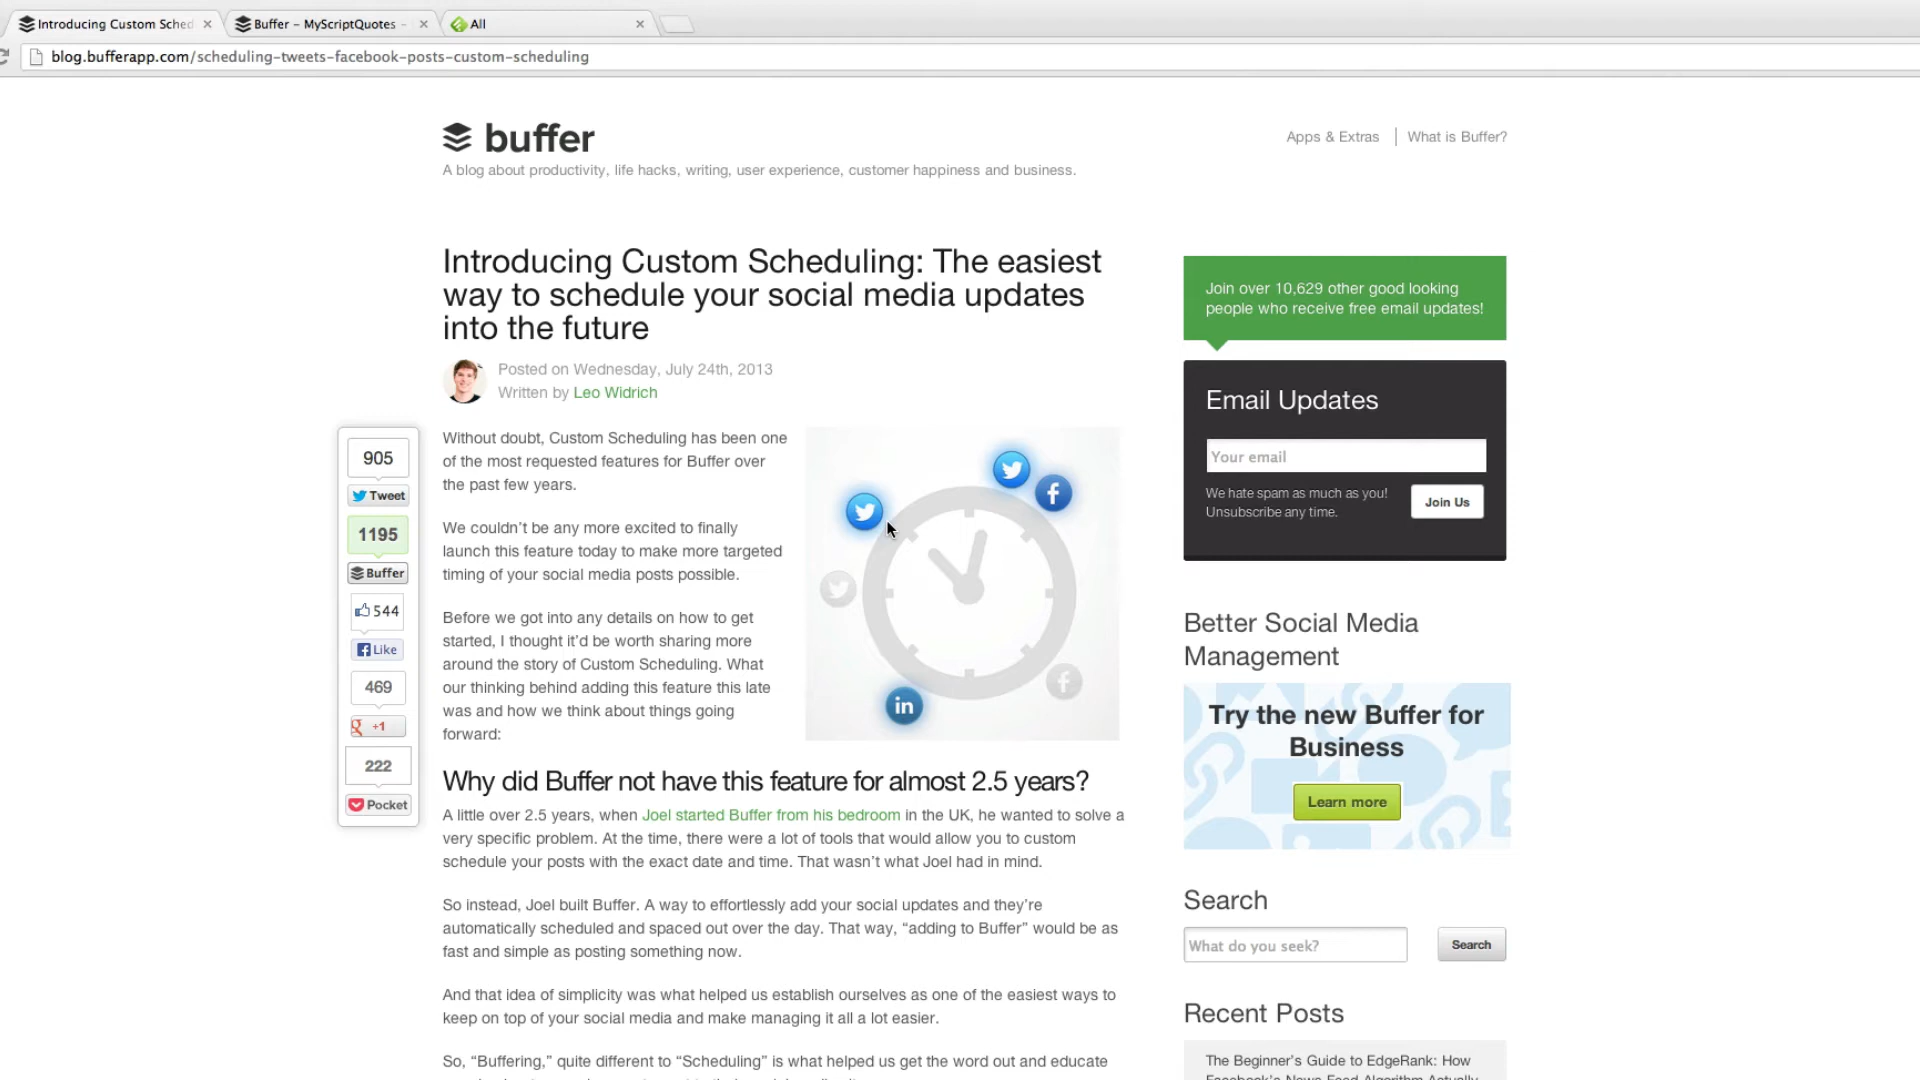 Introducing Custom Sched
Buffer - MyScriptQuotes -
All
blog.bufferapp.com/scheduling-tweets-facebook-posts-custom-scheduling
buffer
A blog about productivity, life hacks, writing, user experience, customer happiness and business.
Apps & Extras
What is Buffer?
Introducing Custom Scheduling: The easiest
way to schedule your social media updates
into the future
Posted on Wednesday, July 24th, 2013
Written by Leo Widrich
905
Tweet
1195
Buffer
544
Like
469
g +1
222
Pocket
Without doubt, Custom Scheduling has been one
of the most requested features for Buffer over
the past few years.
We couldn’t be any more excited to finally
launch this feature today to make more targeted
timing of your social media posts possible.
Before we got into any details on how to get
started, I thought it’d be worth sharing more
around the story of Custom Scheduling. What
our thinking behind adding this feature this late
was and how we think about things going
forward:
in
Why did Buffer not have this feature for almost 2.5 years?
A little over 2.5 years, when Joel started Buffer from his bedroom in the UK, he wanted to solve a
very specific problem. At the time, there were a lot of tools that would allow you to custom
schedule your posts with the exact date and time. That wasn’t what Joel had in mind.
So instead, Joel built Buffer. A way to effortlessly add your social updates and they’re
automatically scheduled and spaced out over the day. That way, “adding to Buffer” would be as
fast and simple as posting something now.
And that idea of simplicity was what helped us establish ourselves as one of the easiest ways to
keep on top of your social media and make managing it all a lot easier.
So, “Buffering,” quite different to “Scheduling” is what helped us get the word out and educate
Join over 10,629 other good looking
people who receive free email updates!
Email Updates
Your email
We hate spam as much as you!
Unsubscribe any time.
Join Us
Better Social Media
Management
Try the new Buffer for
Business
Learn more
Search
What do you seek?
Search
Recent Posts
The Beginner’s Guide to EdgeRank: How
Facebook’s News Feed Algorithm Actually